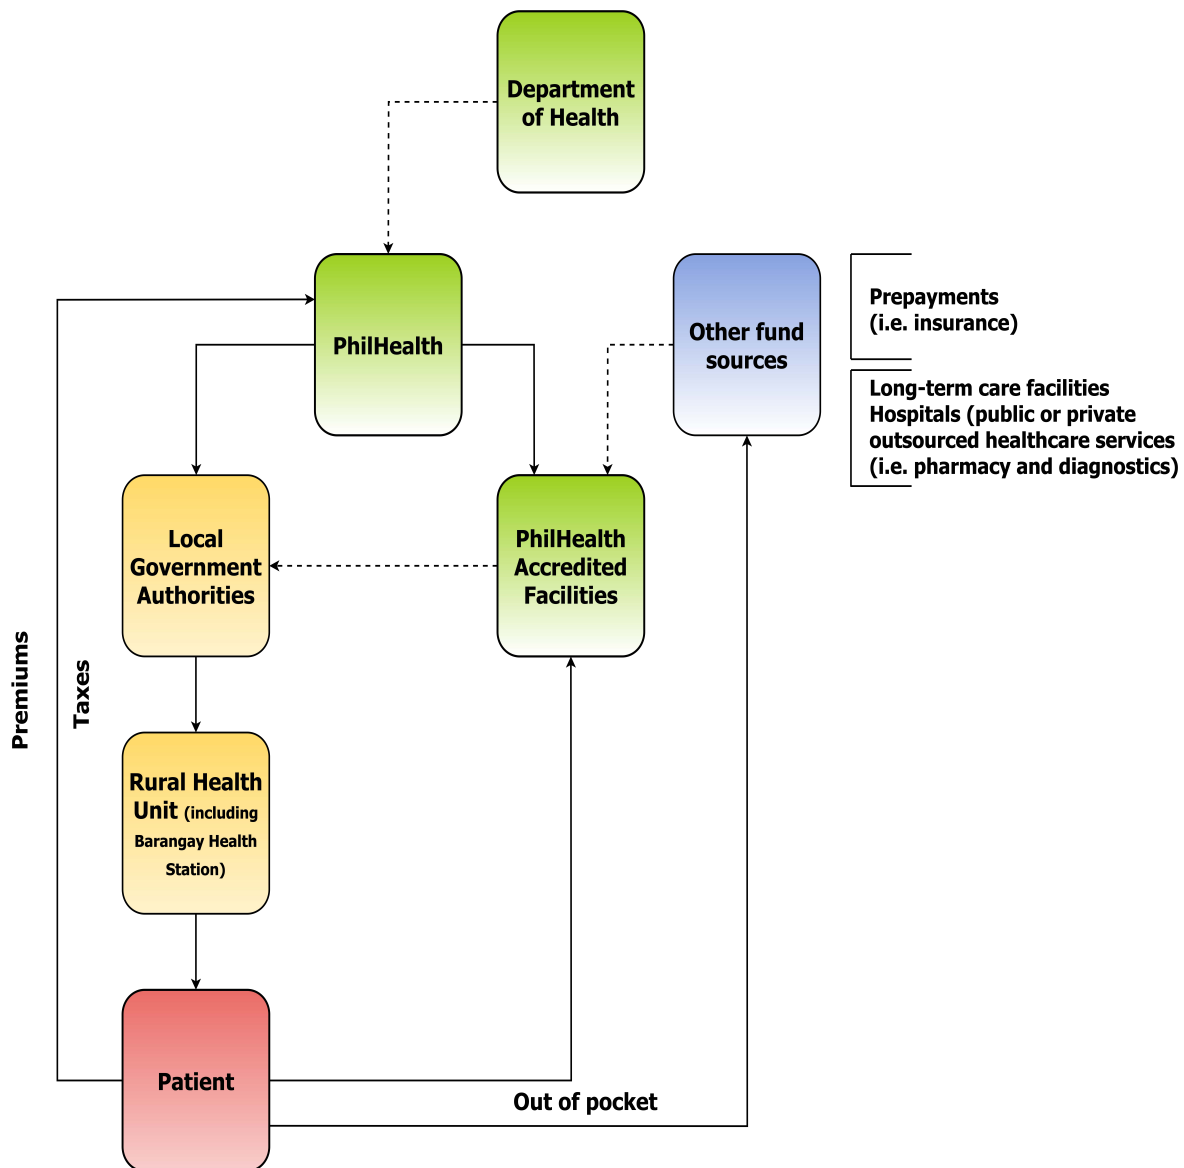 Department
of Health
PhilHealth
Other fund
sources
Prepayments
(i.e. insurance)
Long-term care facilities
Hospitals (public or private
outsourced healthcare services
(i.e. pharmacy and diagnostics)
Local
Government
Authorities
PhilHealth
Accredited
Facilities
Premiums
Taxes
Rural Health
Unit (including
Barangay Health
Station)
Patient
Out of pocket